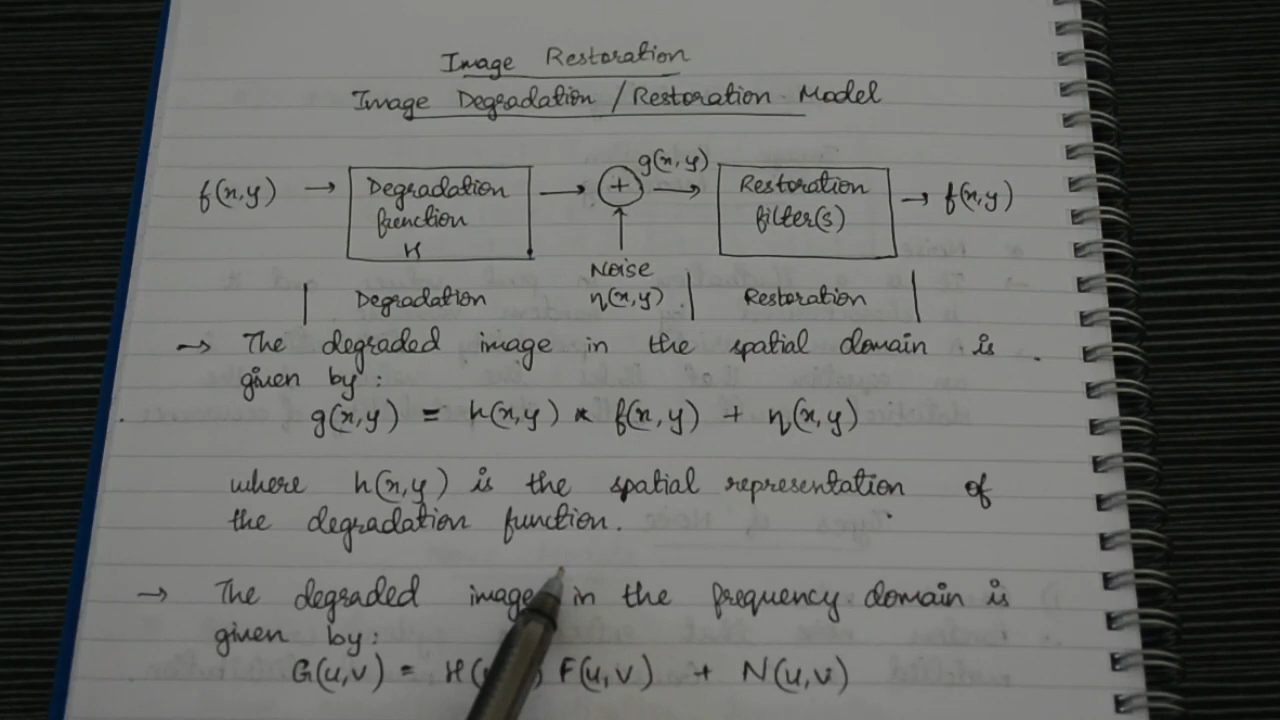 Image Restoration
Image Degradation / Restoration Model
f(x,y) → Degradation function H → + g(x,y) → Restoration filter(s) → f(x,y)
Noise
| Degradation η(x,y) | Restoration |
→ The degraded image in the spatial domain is
given by:
g(x,y) = h(x,y) * f(x,y) + η(x,y)
where h(x,y) is the spatial representation of
the degradation function.
→ The degraded image in the frequency domain is
given by:
G(u,v) = H( ) F(u,v) + N(u,v)